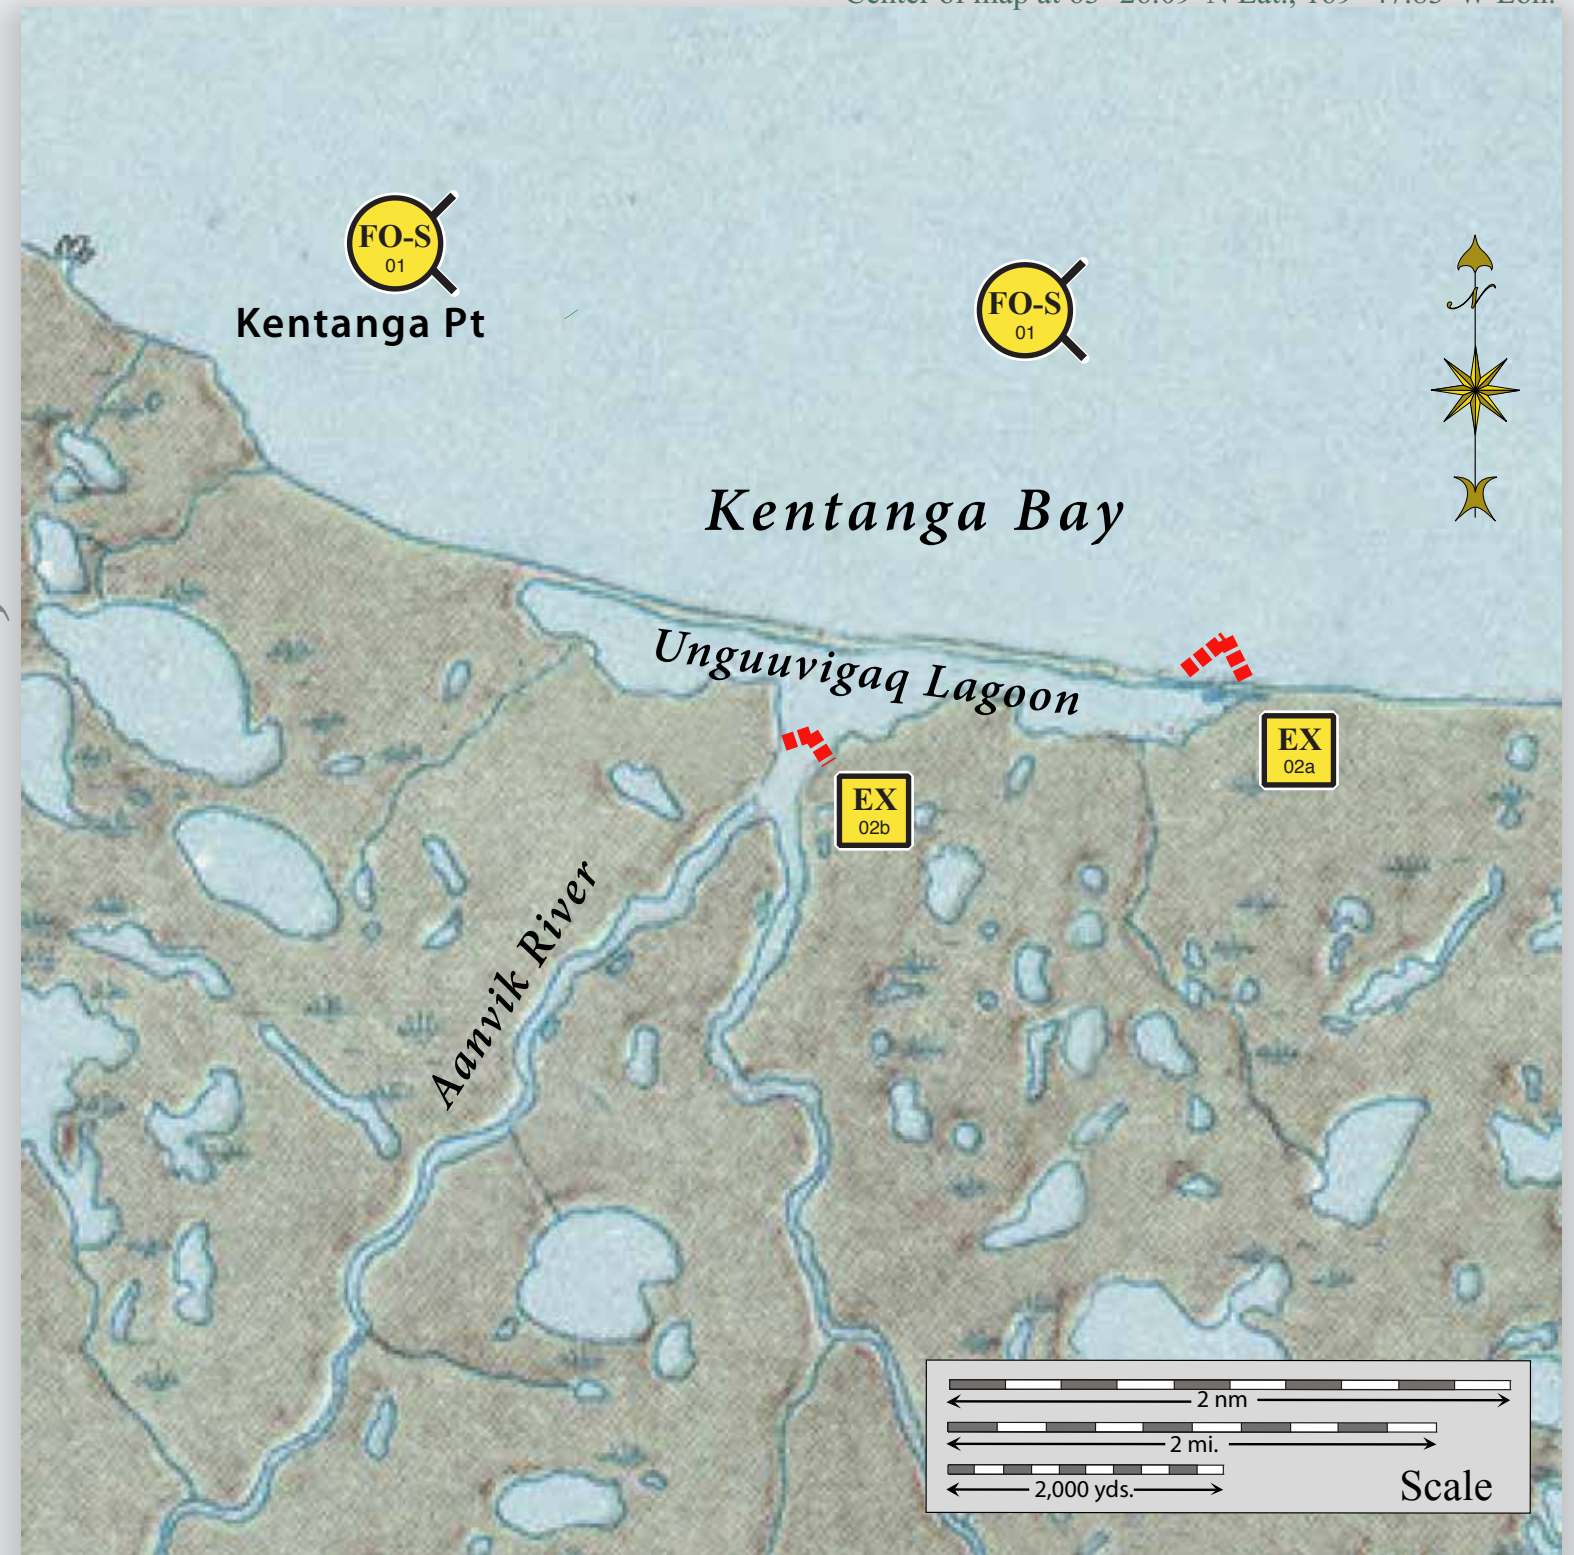 FO-S
01
Kentanga Pt
FO-S
01
N
Kentanga Bay
Unguuvigaq Lagoon
EX
02a
EX
02b
Aanvik River
2 nm
2 mi.
2,000 yds.
Scale